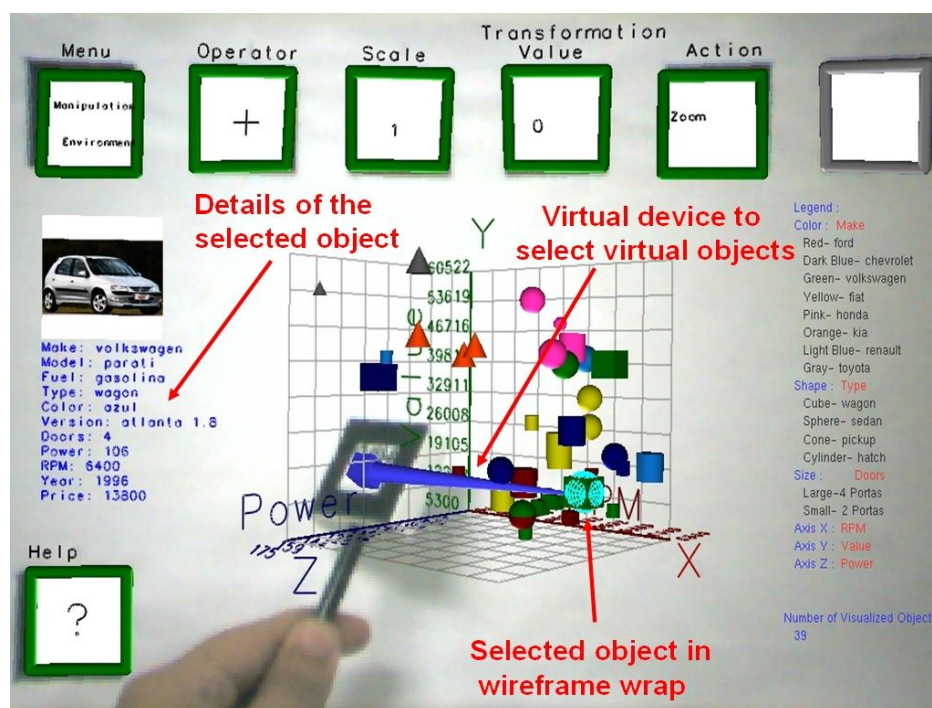 Menu
Operator
Scale
Transformation
Value
Action
Manipulation
Environmen
+
1
0
Zoom
Details of the
selected object
Virtual device to
select virtual objects
Y
60522
53619
46716
39813
32911
26008
19105
5300
Value
Make: volkswagen
Model: parati
Fuel: gasolina
Type: wagon
Color: azul
Version: atlanta 1.8
Doors: 4
Power: 106
RPM: 6400
Year: 1996
Price: 13800
Power
Z
X
Legend :
Color : Make
Red- ford
Dark Blue- chevrolet
Green- volkswagen
Yellow- fiat
Pink- honda
Orange- kia
Light Blue- renault
Gray- toyota
Shape : Type
Cube- wagon
Sphere- sedan
Cone- pickup
Cylinder- hatch
Size : Doors
Large-4 Portas
Small- 2 Portas
Axis X : RPM
Axis Y : Value
Axis Z : Power
Help
?
Number of Visualized Object
39
Selected object in
wireframe wrap